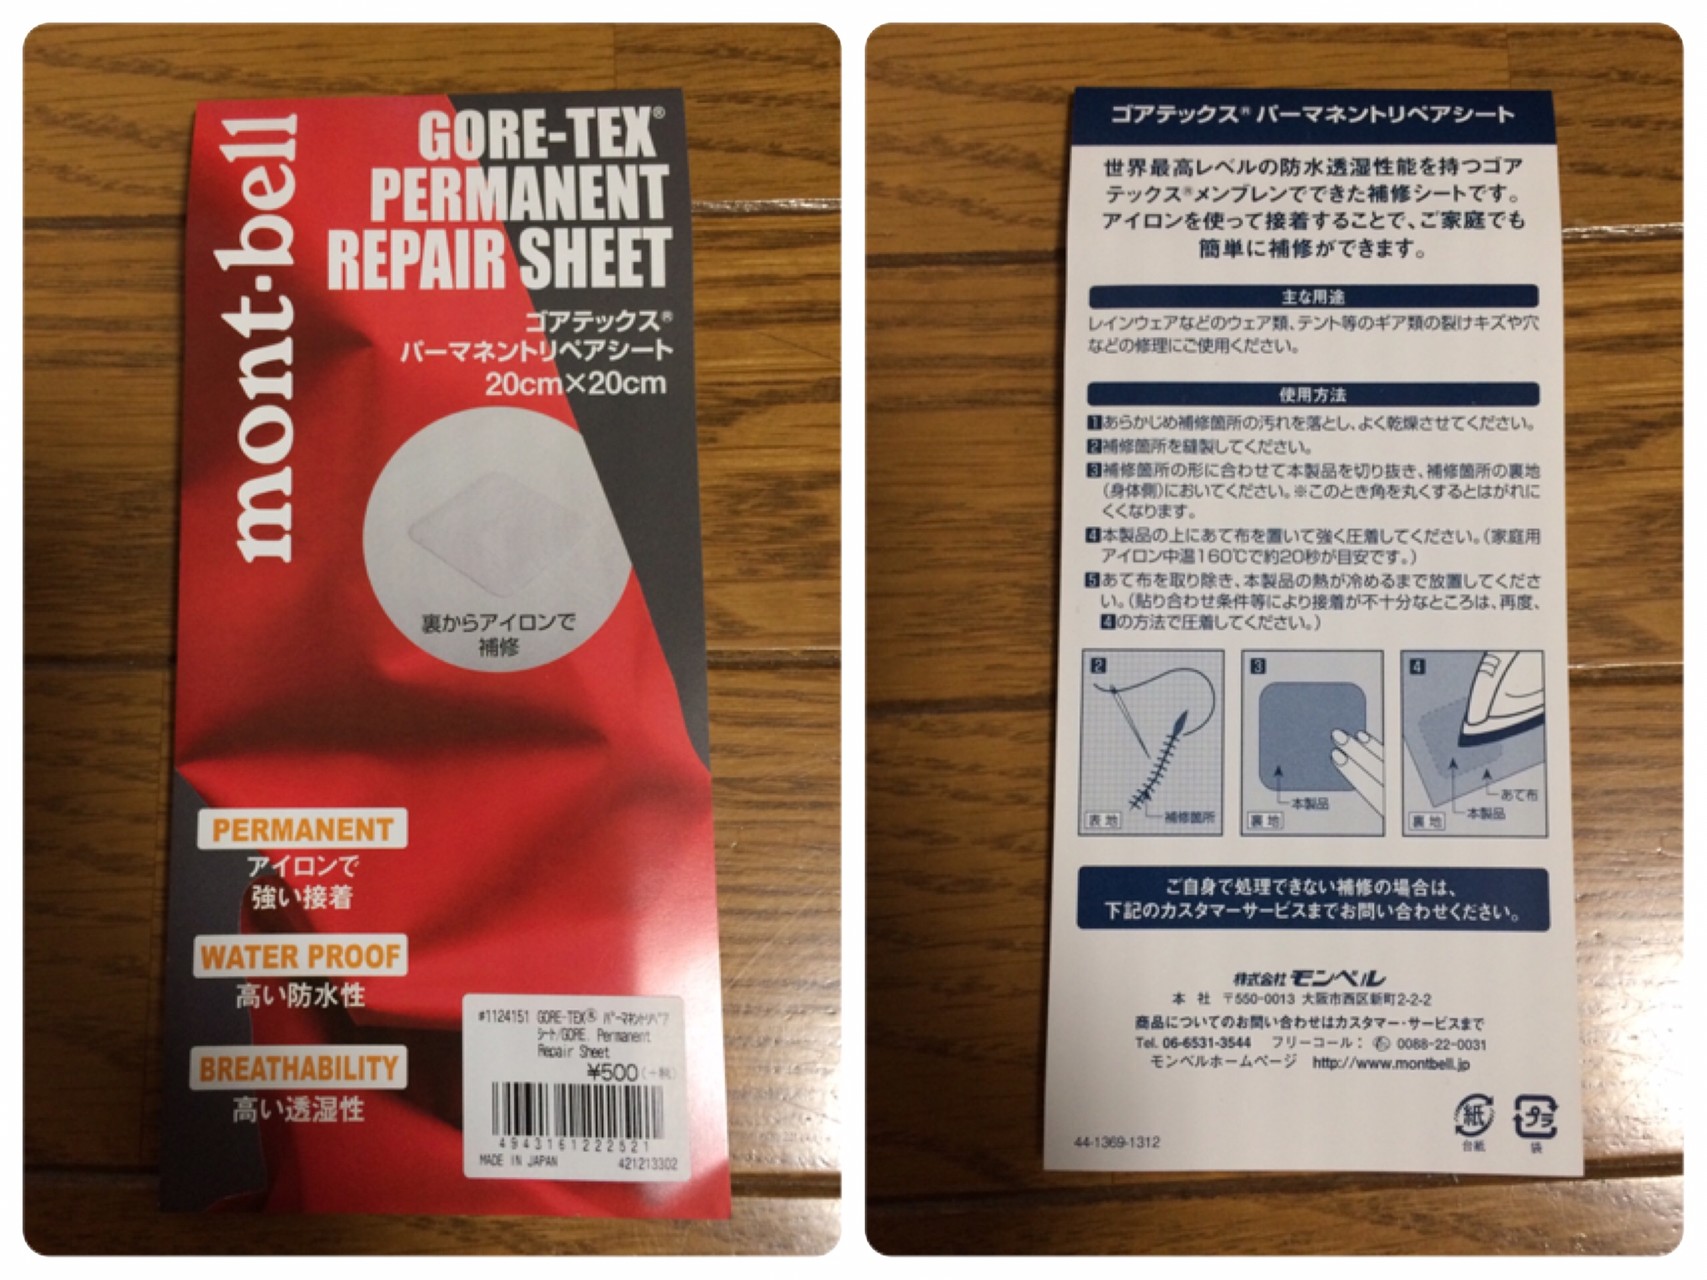 mont-bell
GORE-TEX®
PERMANENT
REPAIR SHEET
ゴアテックス®
パーマネントリペアシート
20cm×20cm
裏からアイロンで
補修
PERMANENT
アイロンで
強い接着
WATER PROOF
高い防水性
BREATHABILITY
高い透湿性
#1124151 GORE-TEX® パーマネントリペア
シート/GORE. Permanent
Repair Sheet
¥500(+税)
4943161222521
MADE IN JAPAN 421213302
ゴアテックス® パーマネントリペアシート
世界最高レベルの防水透湿性能を持つゴア
テックス®メンブレンでできた補修シートです。
アイロンを使って接着することで、ご家庭でも
簡単に補修ができます。
主な用途
レインウェアなどのウェア類、テント等のギア類の裂けキズや穴
などの修理にご使用ください。
使用方法
1あらかじめ補修箇所の汚れを落とし、よく乾燥させてください。
2補修箇所を縫製してください。
3補修箇所の形に合わせて本製品を切り抜き、補修箇所の裏地
(身体側)においてください。※このとき角を丸くするとはがれに
くくなります。
4本製品の上にあて布を置いて強く圧着してください。(家庭用
アイロン中温160℃で約20秒が目安です。)
5あて布を取り除き、本製品の熱が冷めるまで放置してくださ
い。(貼り合わせ条件等により接着が不十分なところは、再度、
4の方法で圧着してください。)
2
表地
補修箇所
3
本製品
裏地
4
あて布
本製品
裏地
ご自身で処理できない補修の場合は、
下記のカスタマーサービスまでお問い合わせください。
株式会社モンベル
本 社 〒550-0013 大阪市西区新町2-2-2
商品についてのお問い合わせはカスタマー・サービスまで
Tel. 06-6531-3544 フリーコール: 0088-22-0031
モンベルホームページ http://www.montbell.jp
紙
台紙
プラ
袋
44-1369-1312